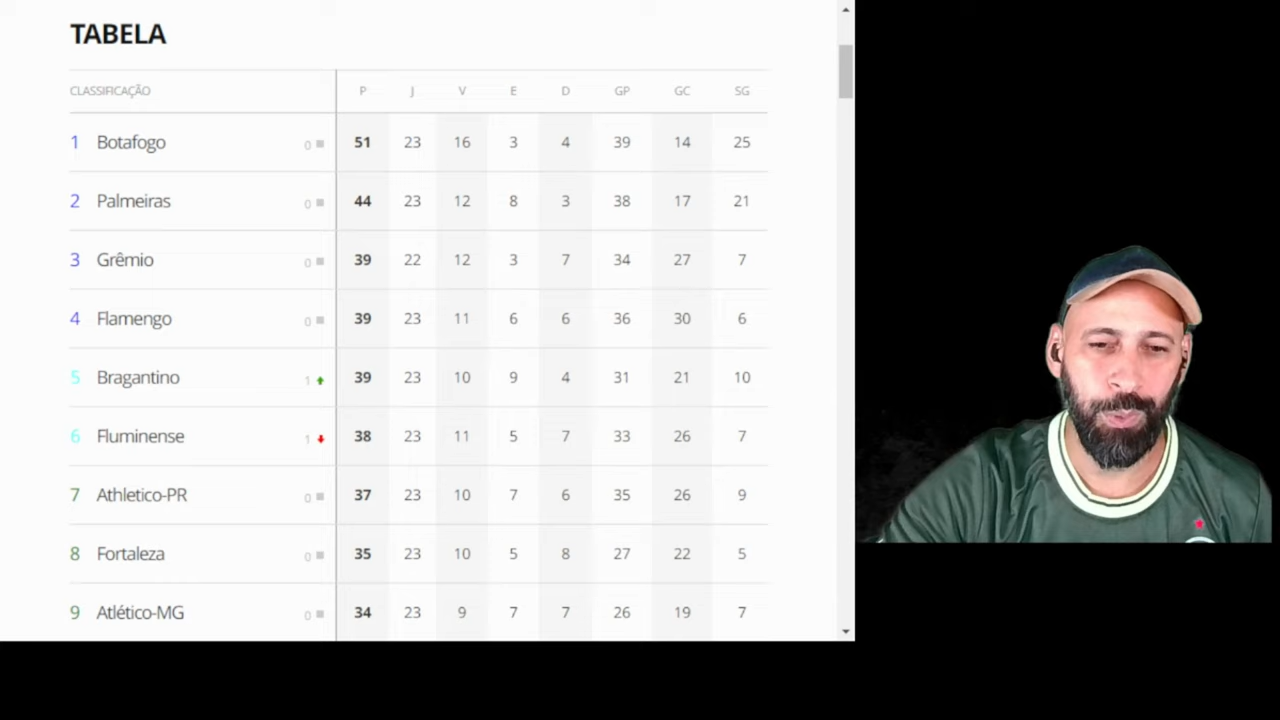 TABELA
CLASSIFICAÇÃO P J V E D GP GC SG
1 Botafogo 0 51 23 16 3 4 39 14 25
2 Palmeiras 0 44 23 12 8 3 38 17 21
3 Grêmio 0 39 22 12 3 7 34 27 7
4 Flamengo 0 39 23 11 6 6 36 30 6
5 Bragantino 1 39 23 10 9 4 31 21 10
6 Fluminense 1 38 23 11 5 7 33 26 7
7 Athletico-PR 0 37 23 10 7 6 35 26 9
8 Fortaleza 0 35 23 10 5 8 27 22 5
9 Atlético-MG 0 34 23 9 7 7 26 19 7